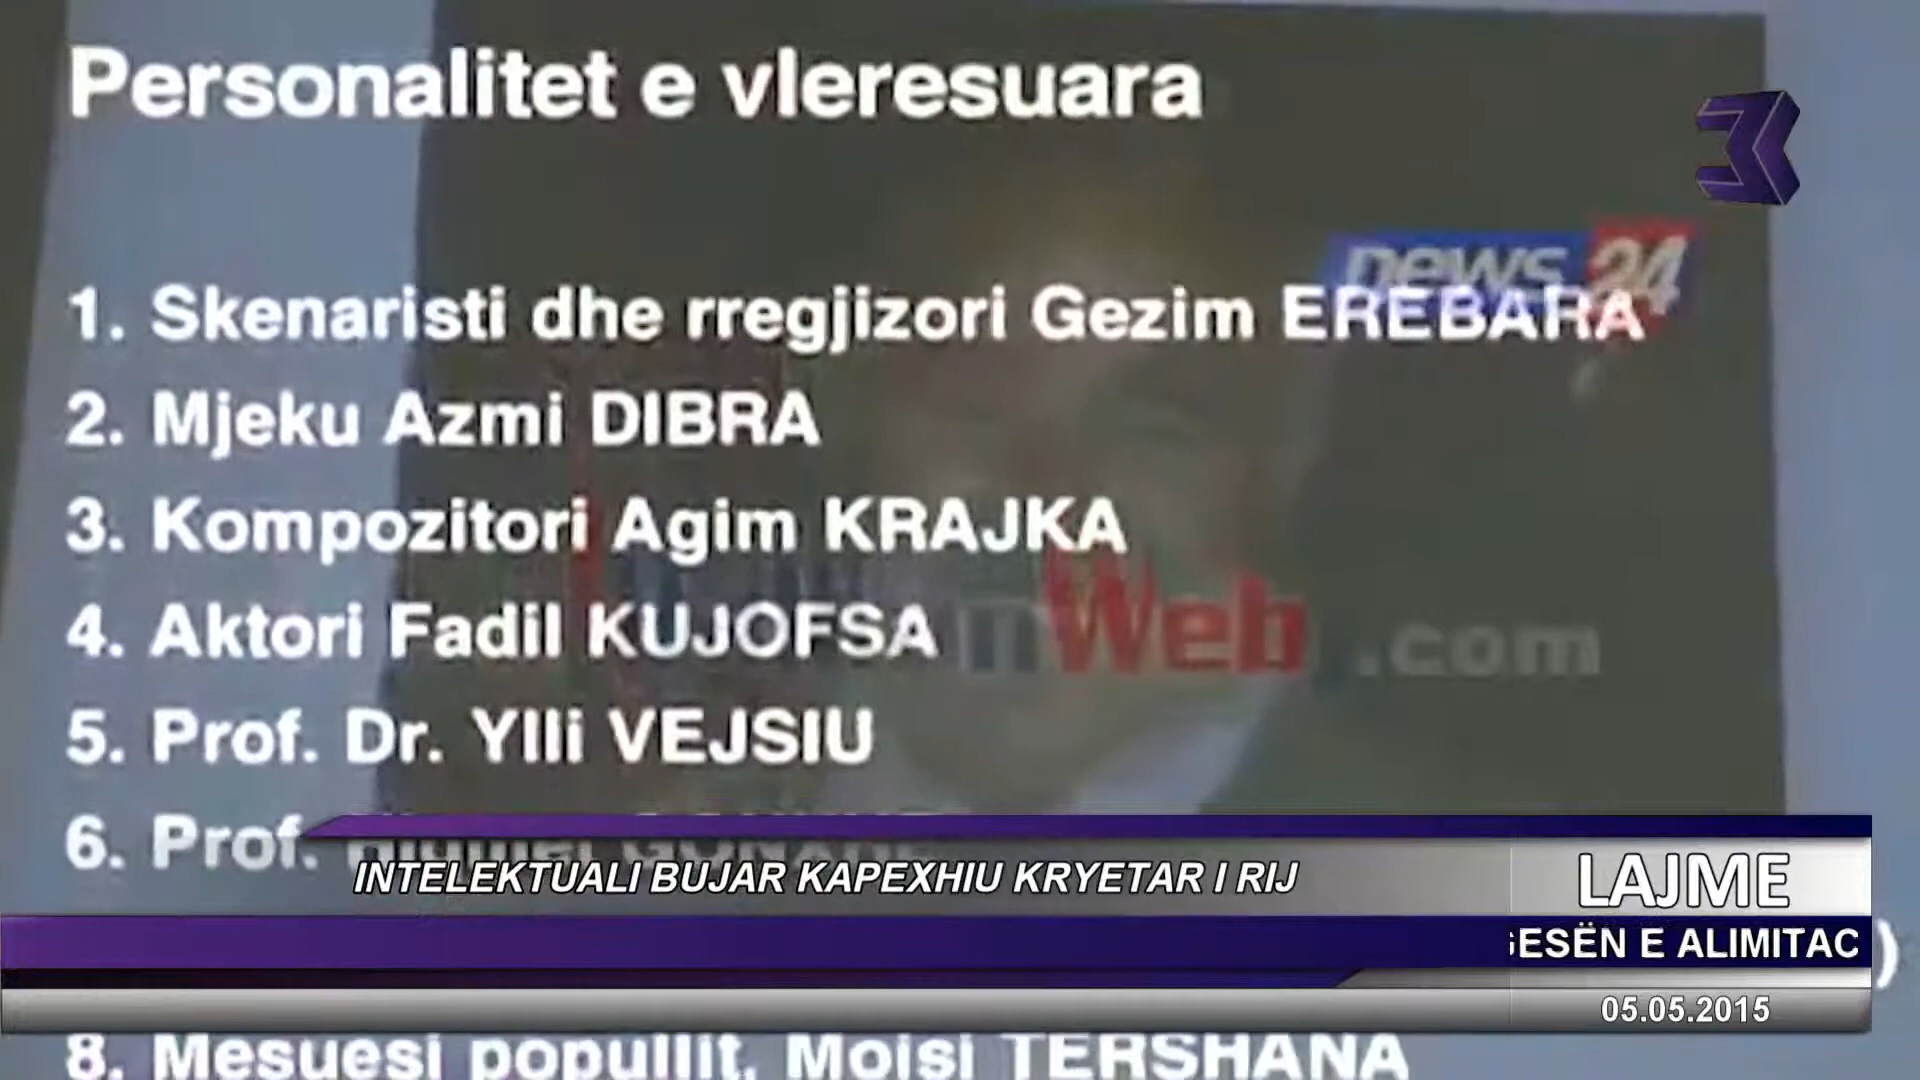 Personalitet e vleresuara
news 24
1. Skenaristi dhe rregjizori Gezim EREBARA
2. Mjeku Azmi DIBRA
3. Kompozitori Agim KRAJKA
4. Aktori Fadil KUJOFSA
Web.com
5. Prof. Dr. Ylli VEJSIU
6. Prof.
INTELEKTUALI BUJAR KAPEXHIU KRYETAR I RIJ
LAJME
ESËN E ALIMITAC
)
05.05.2015
8. Mesuesi popullit, Moisi TERSHANA